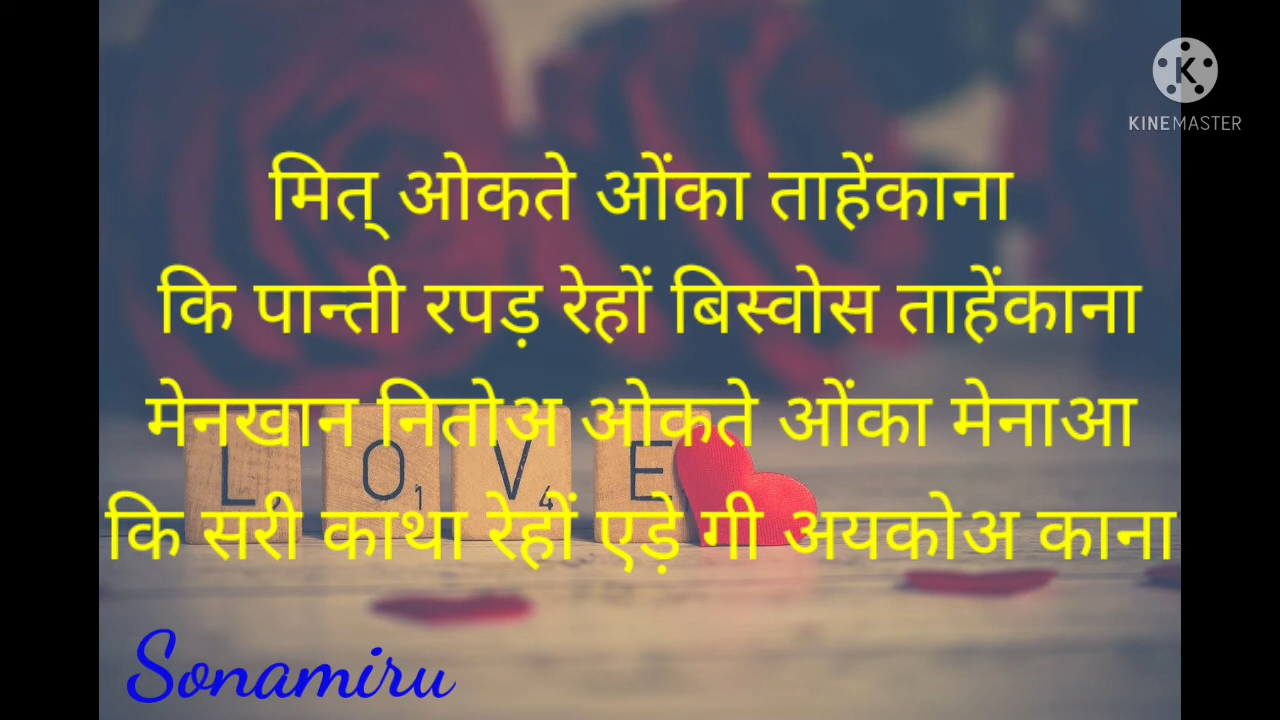 KINEMASTER
मित् ओकते ओंका ताहेंकाना
कि पान्ती रपड़ रेहों बिस्वोस ताहेंकाना
मेनखान नितोअ ओकते ओंका मेनाआ
LOVE
कि सरी काथा रेहों एड़े गी अयकोअ काना
Sonamiru